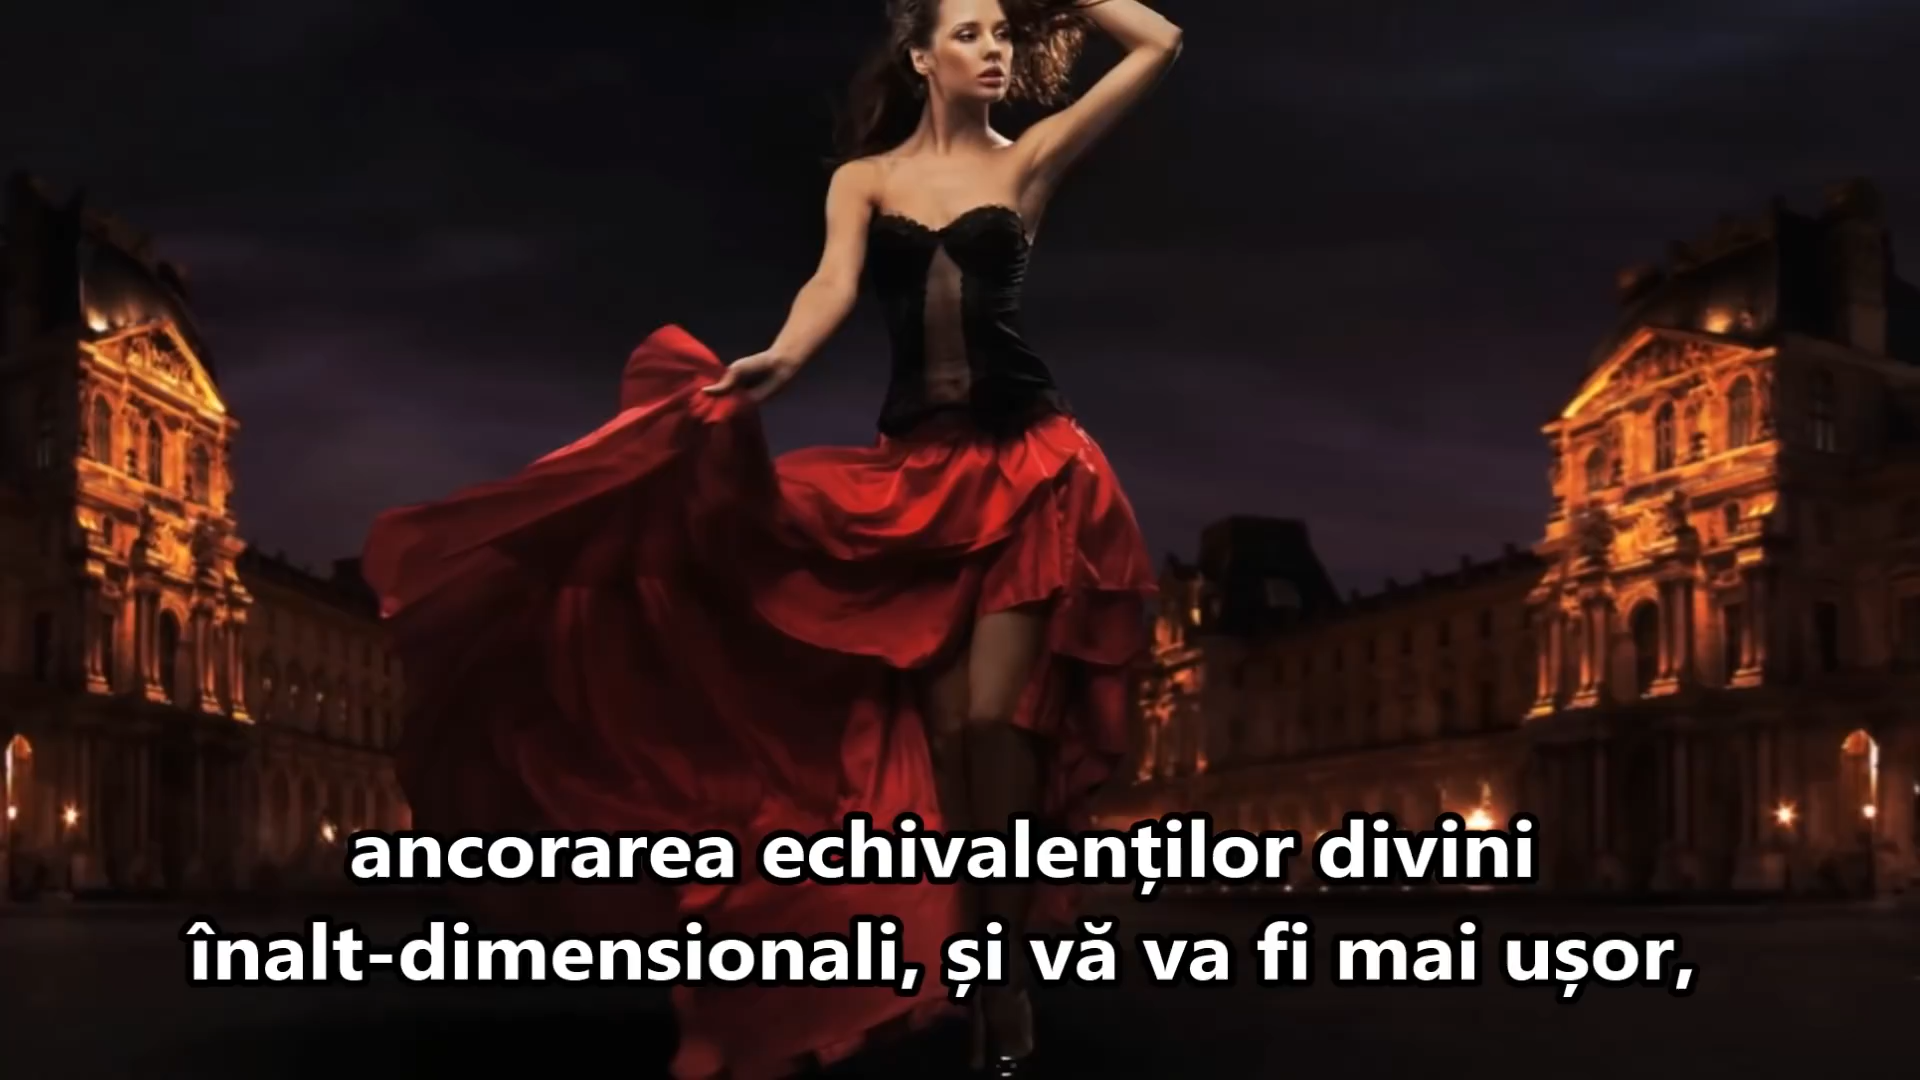 ancorarea echivalenților divini
înalt-dimensionali, și vă va fi mai ușor,